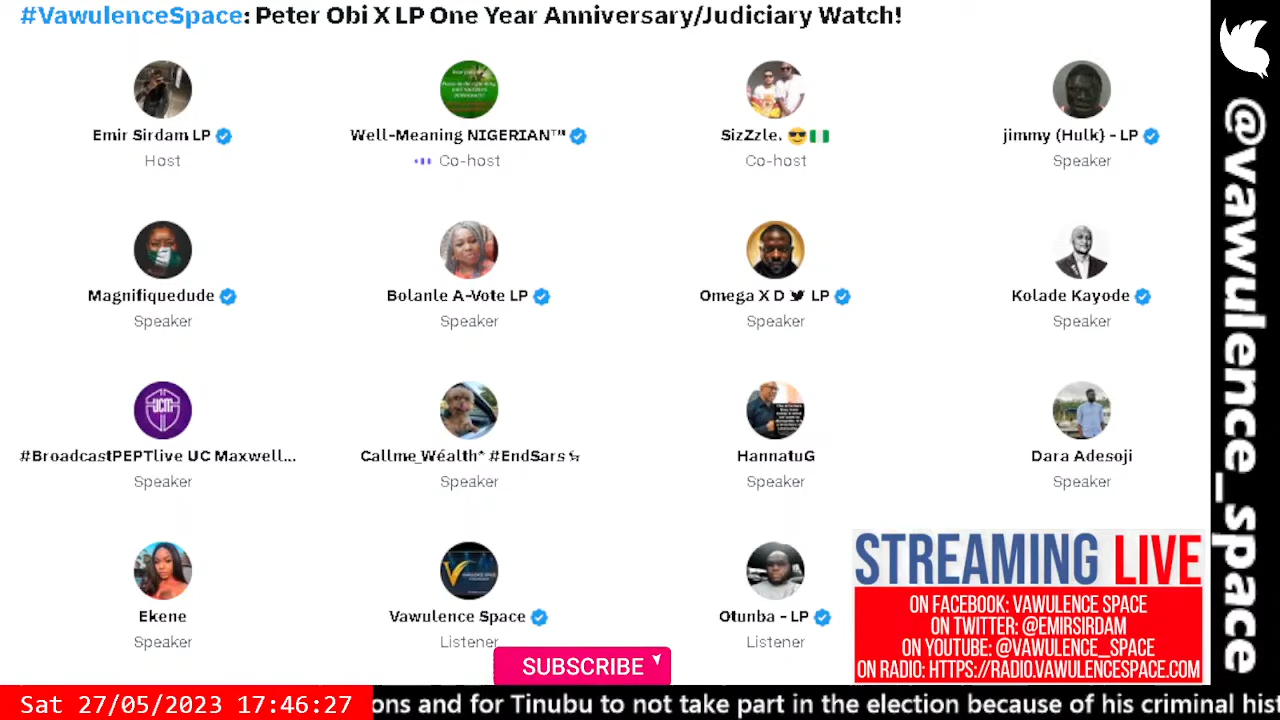 #VawulenceSpace: Peter Obi X LP One Year Anniversary/Judiciary Watch!
Emir Sirdam LP
Host
Well-Meaning NIGERIAN™
Co-host
SizZzle. 😎🇳🇬
Co-host
jimmy (Hulk) - LP
Speaker
Magnifiquedude
Speaker
Bolanle A-Vote LP
Speaker
Omega X D LP
Speaker
Kolade Kayode
Speaker
UCM
#BroadcastPEPTlive UC Maxwell...
Speaker
Callme_Wéalth* #EndSars
Speaker
HannatuG
Speaker
Dara Adesoji
Speaker
Ekene
Speaker
Vawulence Space
Listener
Otunba - LP
Listener
STREAMING LIVE
ON FACEBOOK: VAWULENCE SPACE
ON TWITTER: @EMIRSIRDAM
ON YOUTUBE: @VAWULENCE_SPACE
ON RADIO: HTTPS://RADIO.VAWULENCESPACE.COM
SUBSCRIBE
@vawulence_space
Sat 27/05/2023 17:46:27
ons and for Tinubu to not take part in the election because of his criminal his